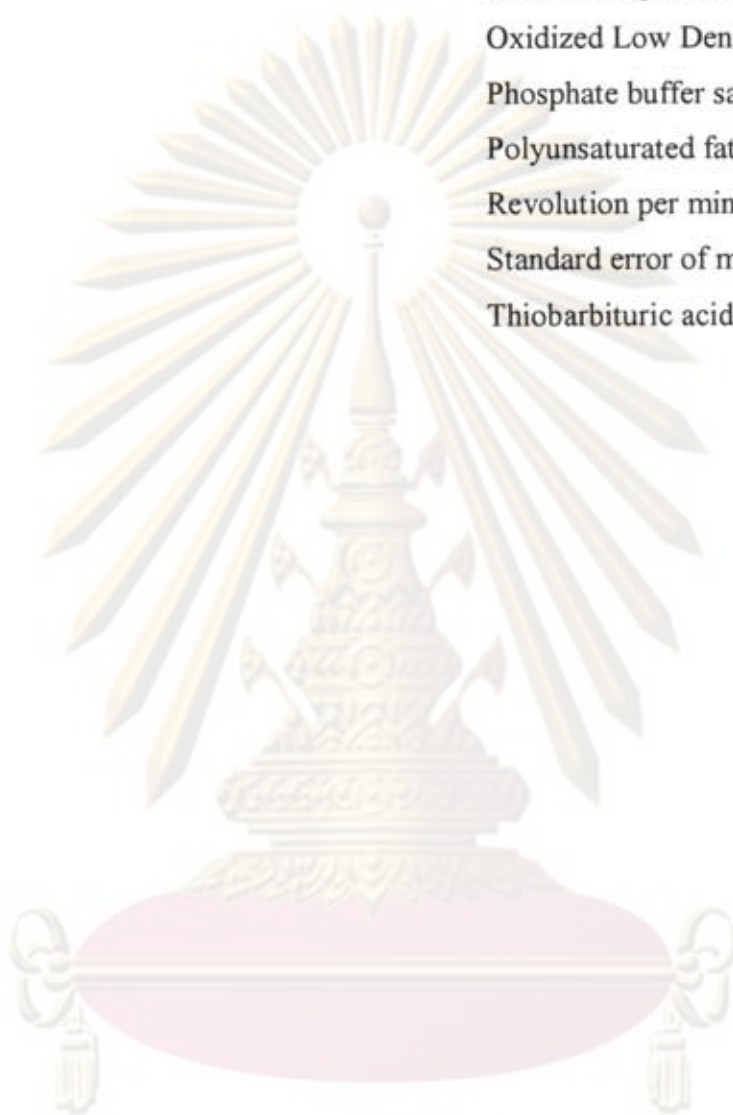 Oxidized Low Den
Phosphate buffer sa
Polyunsaturated fat
Revolution per min
Standard error of m
Thiobarbituric acid